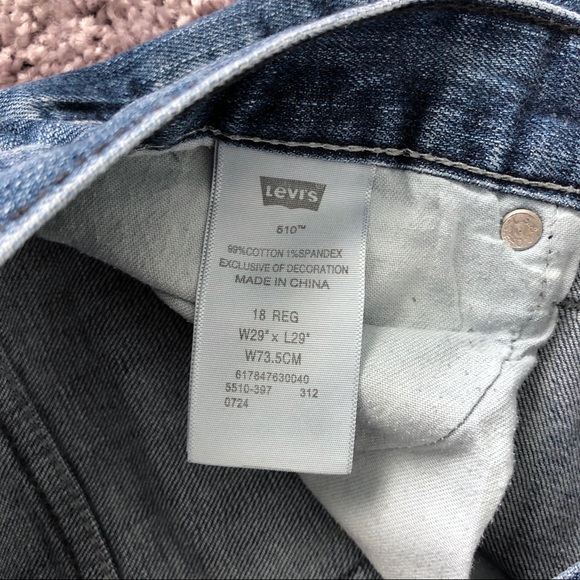 Levi's
510™
99%COTTON 1%SPANDEX
EXCLUSIVE OF DECORATION
MADE IN CHINA
18 REG
W29" x L29"
W73.5CM
617847630040
5510-397 312
0724